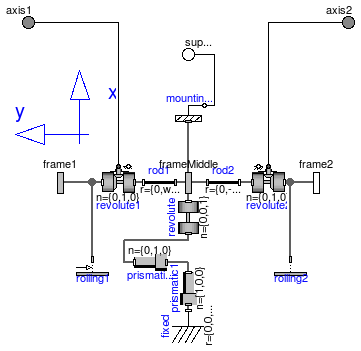 axis1
axis2
sup...
x
y
mountin...
frame1
rod1
frameMiddle
rod2
frame2
r={0,w...
r={0,-...
n={0,1,0}
n={0,1,0}
revolute1
revolute2
revolute
n={0,0,1}
n={0,1,0}
prismati...
rolling1
rolling2
prismatic1
n={1,0,0}
fixed
r={0,0,...